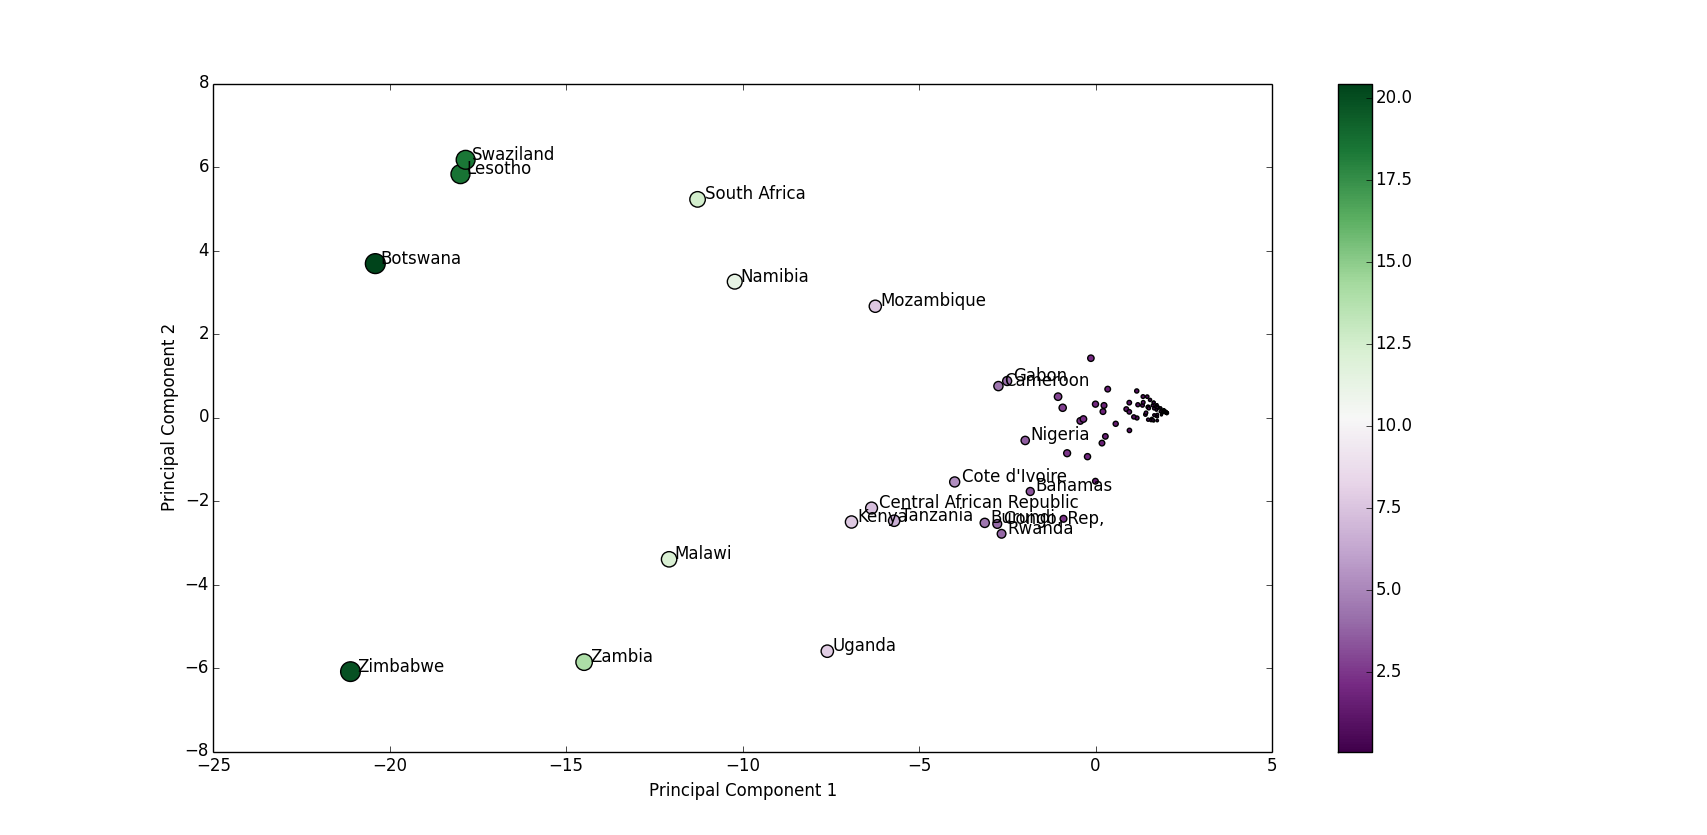 8
6
4
2
0
−2
−4
−6
−8
Principal Component 2
Swaziland
Lesotho
South Africa
Botswana
Namibia
Mozambique
Gabon
Cameroon
Nigeria
Cote d'Ivoire
Bahamas
Central African Republic
Kenya
Tanzania
Burundi
Congo, Rep,
Rwanda
Malawi
Uganda
Zambia
Zimbabwe
−25 −20 −15 −10 −5 0 5
Principal Component 1
20.0
17.5
15.0
12.5
10.0
7.5
5.0
2.5